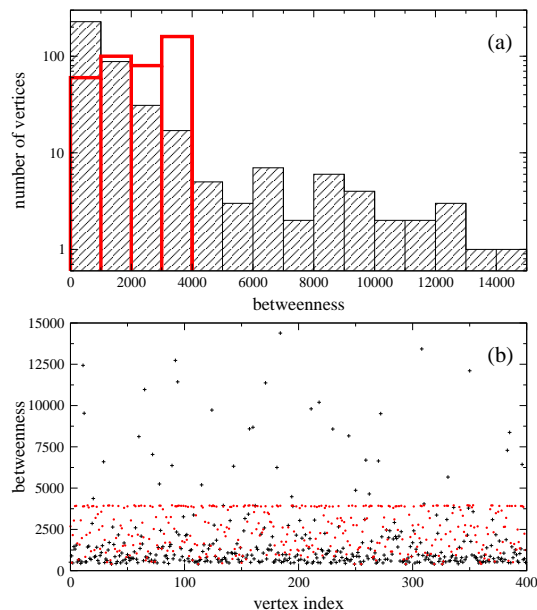 (a)
number of vertices
100
10
1
0 2000 4000 6000 8000 10000 12000 14000
betweenness
(b)
betweenness
15000
12500
10000
7500
5000
2500
0
0 100 200 300 400
vertex index